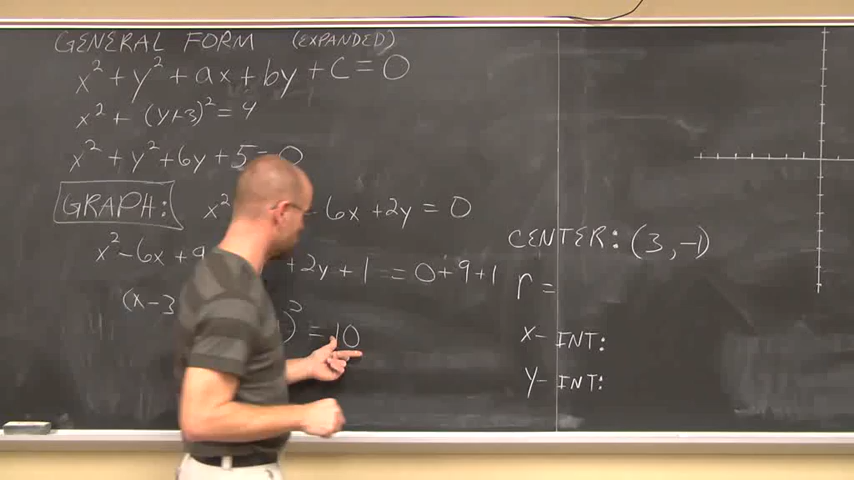 GENERAL FORM (EXPANDED)
x² + y² + ax + by + C = 0
x² + (y+3)² = 4
x² + y² + 6y + 5 = 0
GRAPH: x² - 6x + 2y = 0
x² - 6x + 9 + 2y + 1 = 0 + 9 + 1
(x - 3 )² = 10
CENTER: (3, -1)
r =
x- INT:
y- INT: